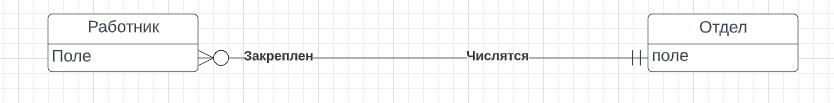 Работник
Поле
Закреплен
Числятся
Отдел
поле